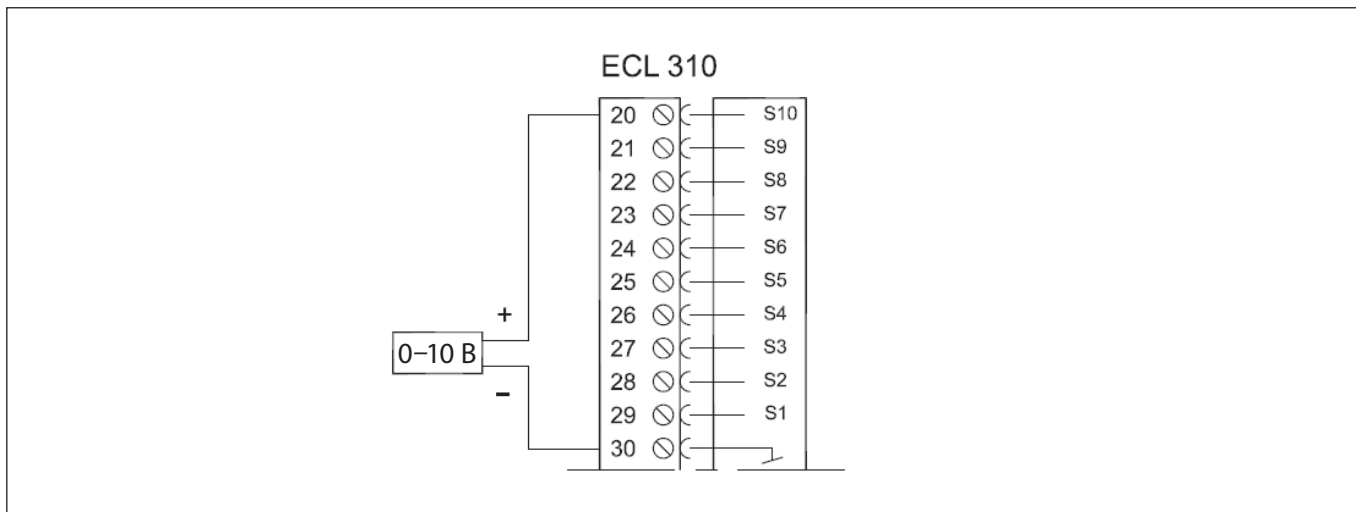 ECL 310
20 S10
21 S9
22 S8
23 S7
24 S6
25 S5
26 S4
+
27 S3
0–10 В
28 S2
–
29 S1
30